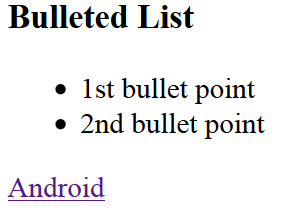 Bulleted List
• 1st bullet point
• 2nd bullet point
Android